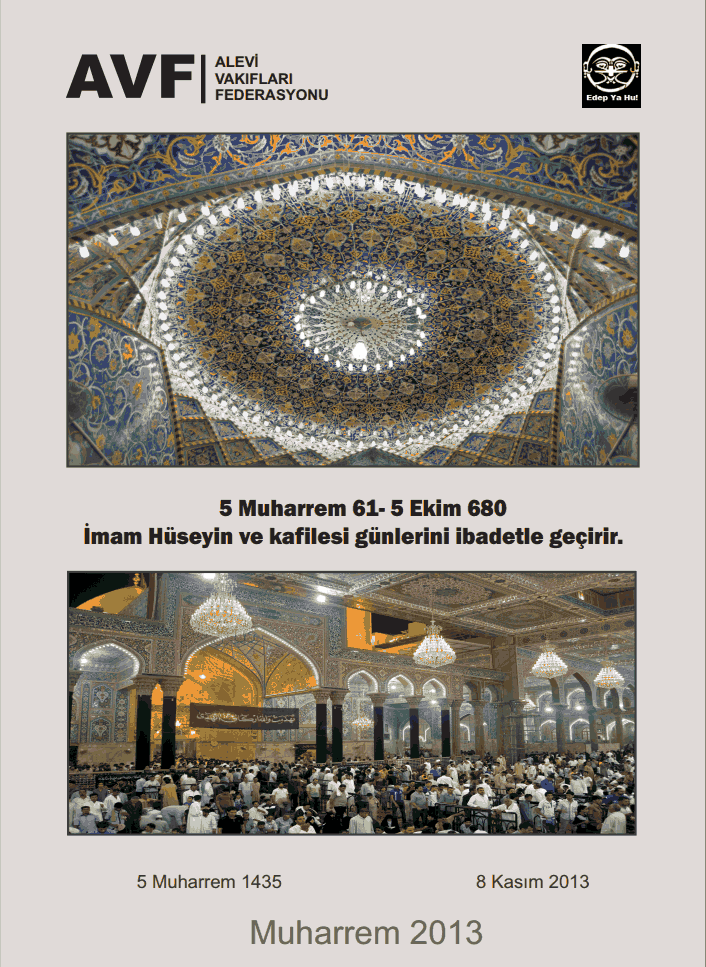 AVF
ALEVİ
VAKIFLARI
FEDERASYONU
Edep Ya Hu!
5 Muharrem 61- 5 Ekim 680
İmam Hüseyin ve kafilesi günlerini ibadetle geçirir.
5 Muharrem 1435
8 Kasım 2013
Muharrem 2013